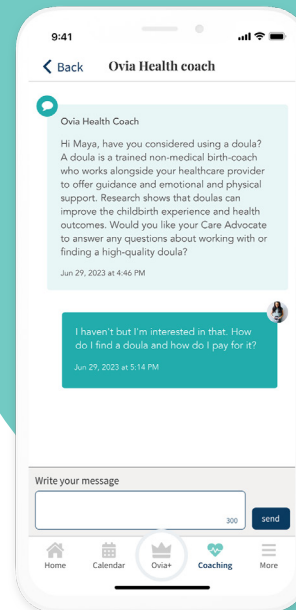 9:41
Back
Ovia Health coach
Ovia Health Coach
Hi Maya, have you considered using a doula?
A doula is a trained non-medical birth-coach
who works alongside your healthcare provider
to offer guidance and emotional and physical
support. Research shows that doulas can
improve the childbirth experience and health
outcomes. Would you like your Care Advocate
to answer any questions about working with or
finding a high-quality doula?
Jun 29, 2023 at 4:46 PM
I haven't but I'm interested in that. How
do I find a doula and how do I pay for it?
Jun 29, 2023 at 5:14 PM
Write your message
300
send
Home Calendar Ovia+ Coaching More